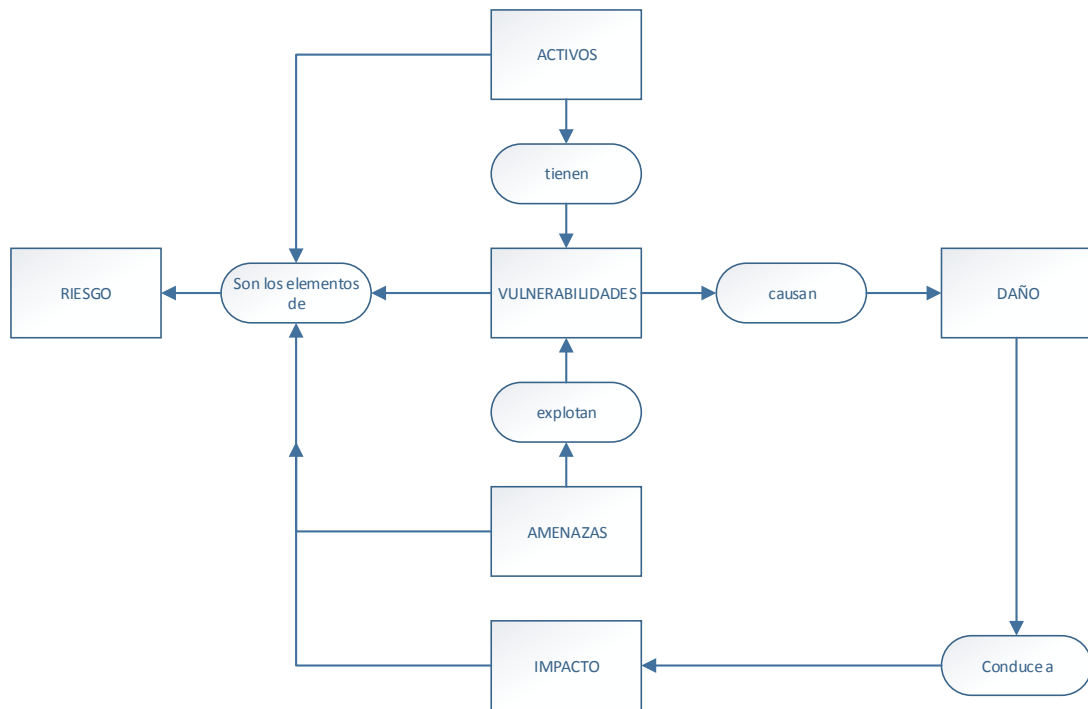 ACTIVOS
tienen
RIESGO
Son los elementos
de
VULNERABILIDADES
causan
DAÑO
explotan
AMENAZAS
IMPACTO
Conduce a